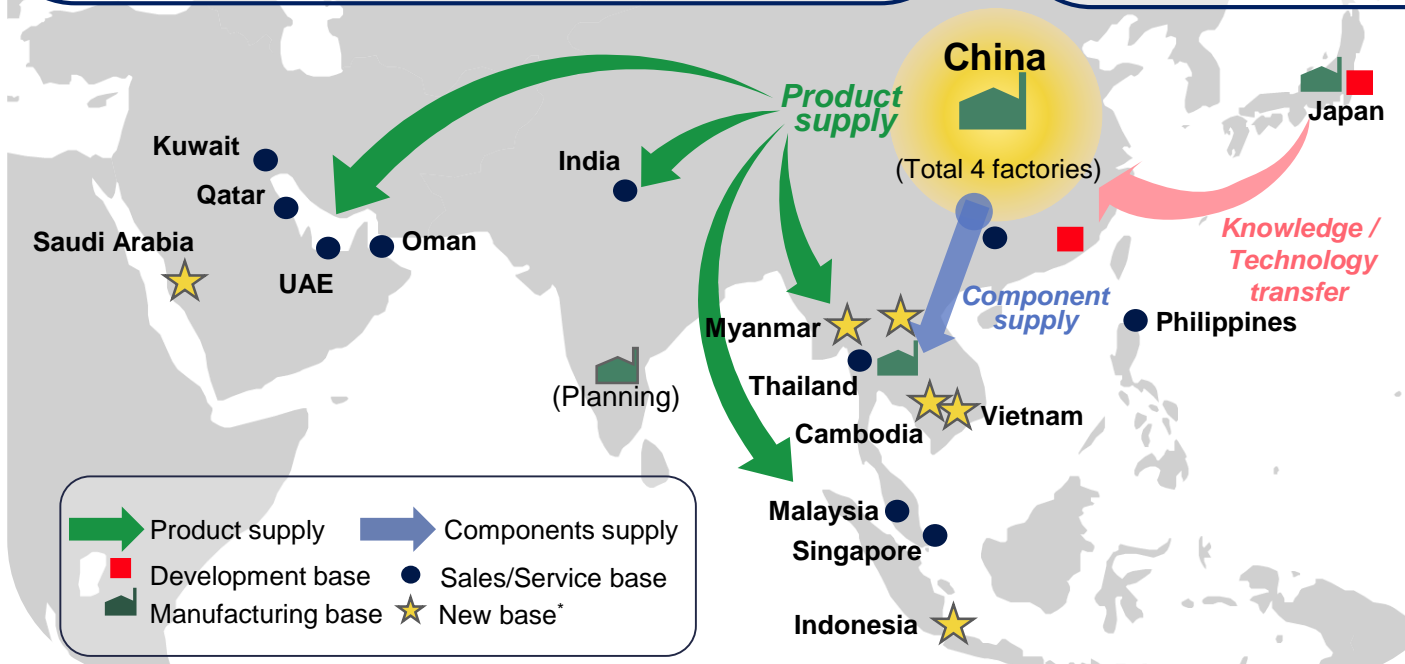 China
(Total 4 factories)
Product
supply
Japan
Kuwait
Qatar
Saudi Arabia
UAE
Oman
India
Knowledge /
Technology
transfer
Component
supply
Philippines
Myanmar
Thailand
(Planning)
Cambodia
Vietnam
Malaysia
Singapore
Indonesia
Product supply
Components supply
Development base
Sales/Service base
Manufacturing base
New base*